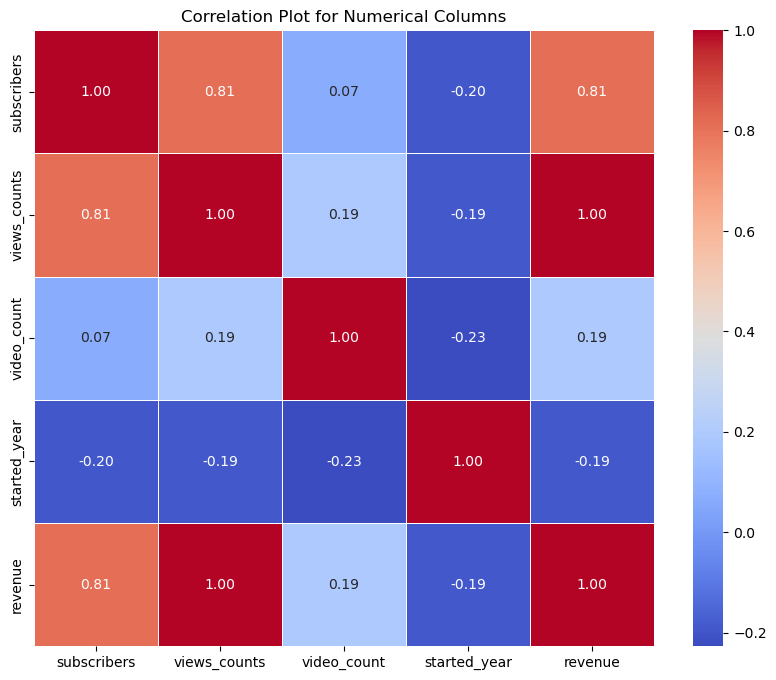 Correlation Plot for Numerical Columns
subscribers 1.00 0.81 0.07 -0.20 0.81
views_counts 0.81 1.00 0.19 -0.19 1.00
video_count 0.07 0.19 1.00 -0.23 0.19
started_year -0.20 -0.19 -0.23 1.00 -0.19
revenue 0.81 1.00 0.19 -0.19 1.00
subscribers views_counts video_count started_year revenue
1.0
0.8
0.6
0.4
0.2
0.0
−0.2